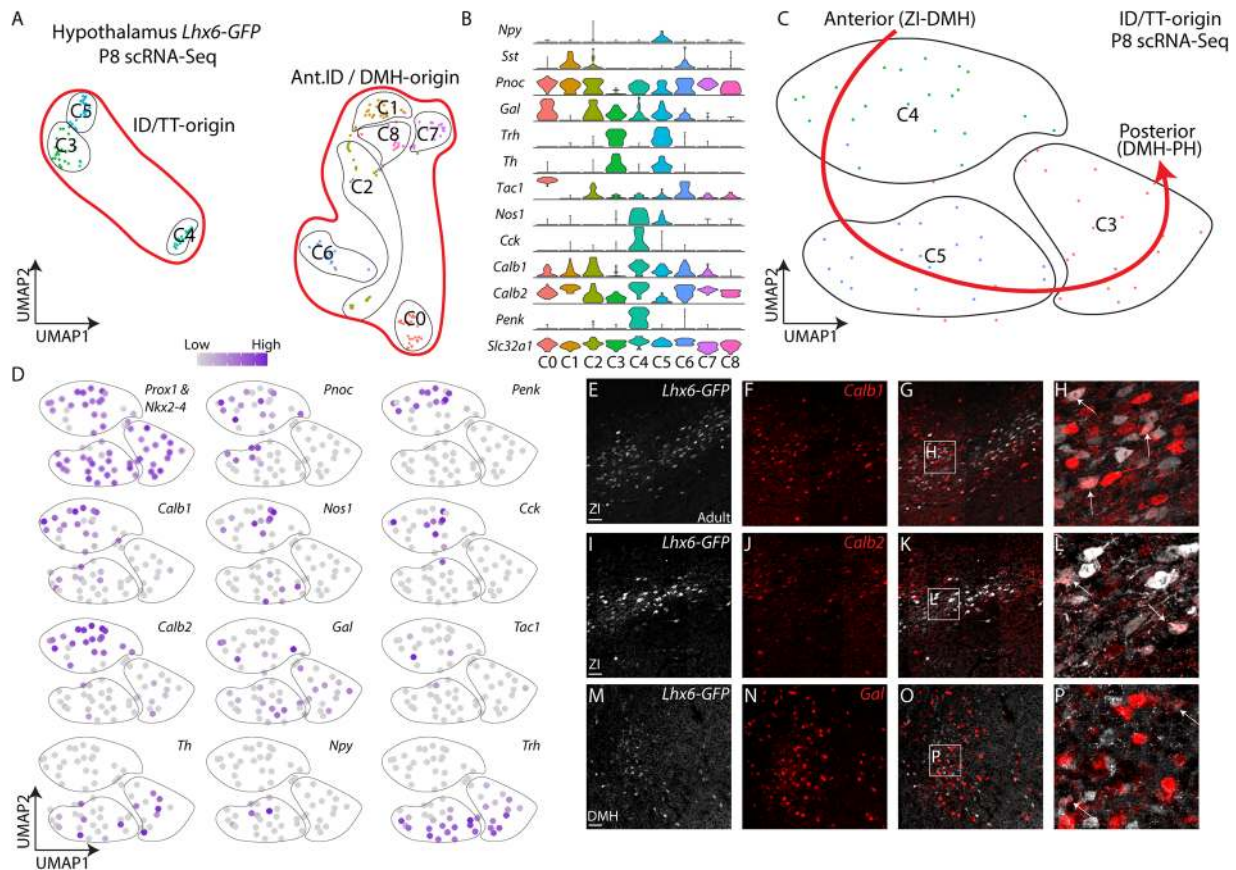 A
Hypothalamus Lhx6-GFP
P8 scRNA-Seq
Ant.ID / DMH-origin
ID/TT-origin
C5
C3
C4
C1
C8
C7
C2
C6
C0
UMAP2
UMAP1
Low
High
B
Npy
Sst
Pnoc
Gal
Trh
Th
Tac1
Nos1
Cck
Calb1
Calb2
Penk
Slc32a1
C0 C1 C2 C3 C4 C5 C6 C7 C8
C
Anterior (ZI-DMH)
ID/TT-origin
P8 scRNA-Seq
C4
Posterior
(DMH-PH)
C3
C5
UMAP2
UMAP1
D
Prox1 &
Nkx2-4
Pnoc
Penk
Calb1
Nos1
Cck
Calb2
Gal
Tac1
Th
Npy
Trh
UMAP2
UMAP1
E
Lhx6-GFP
ZI
Adult
F
Calb1
G
H
H
I
Lhx6-GFP
ZI
J
Calb2
K
L
L
M
Lhx6-GFP
DMH
N
Gal
O
P
P